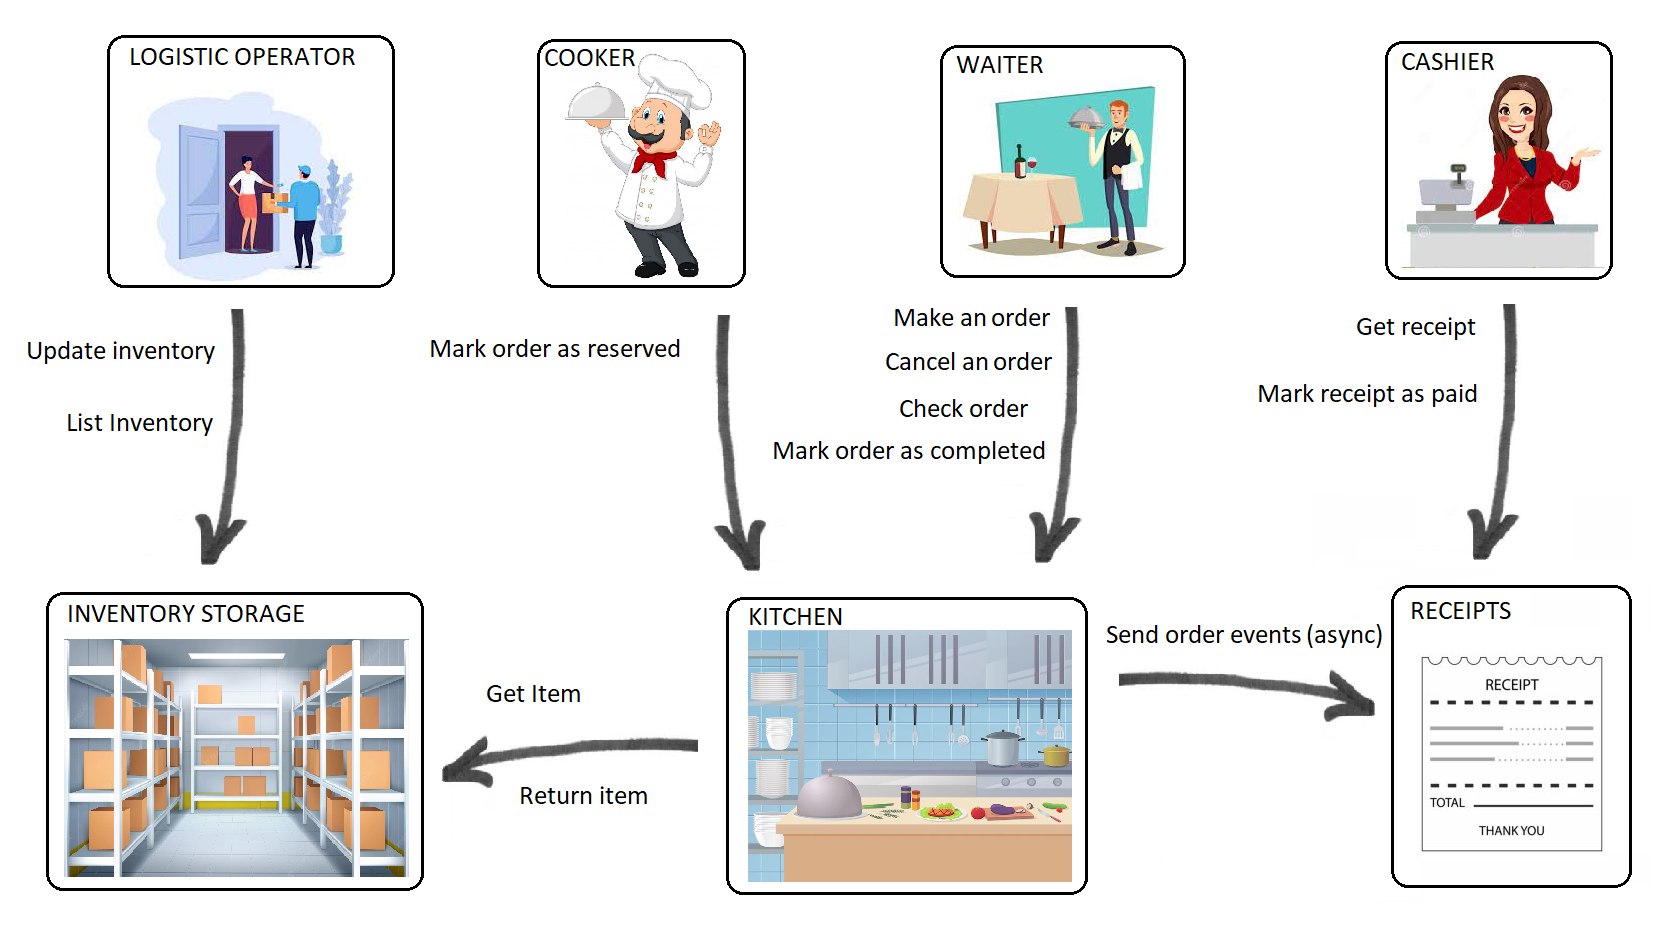 LOGISTIC OPERATOR
COOKER
WAITER
CASHIER
Update inventory
List Inventory
Mark order as reserved
Make an order
Cancel an order
Check order
Mark order as completed
Get receipt
Mark receipt as paid
INVENTORY STORAGE
Get Item
Return item
KITCHEN
Send order events (async)
RECEIPTS
RECEIPT
TOTAL
THANK YOU